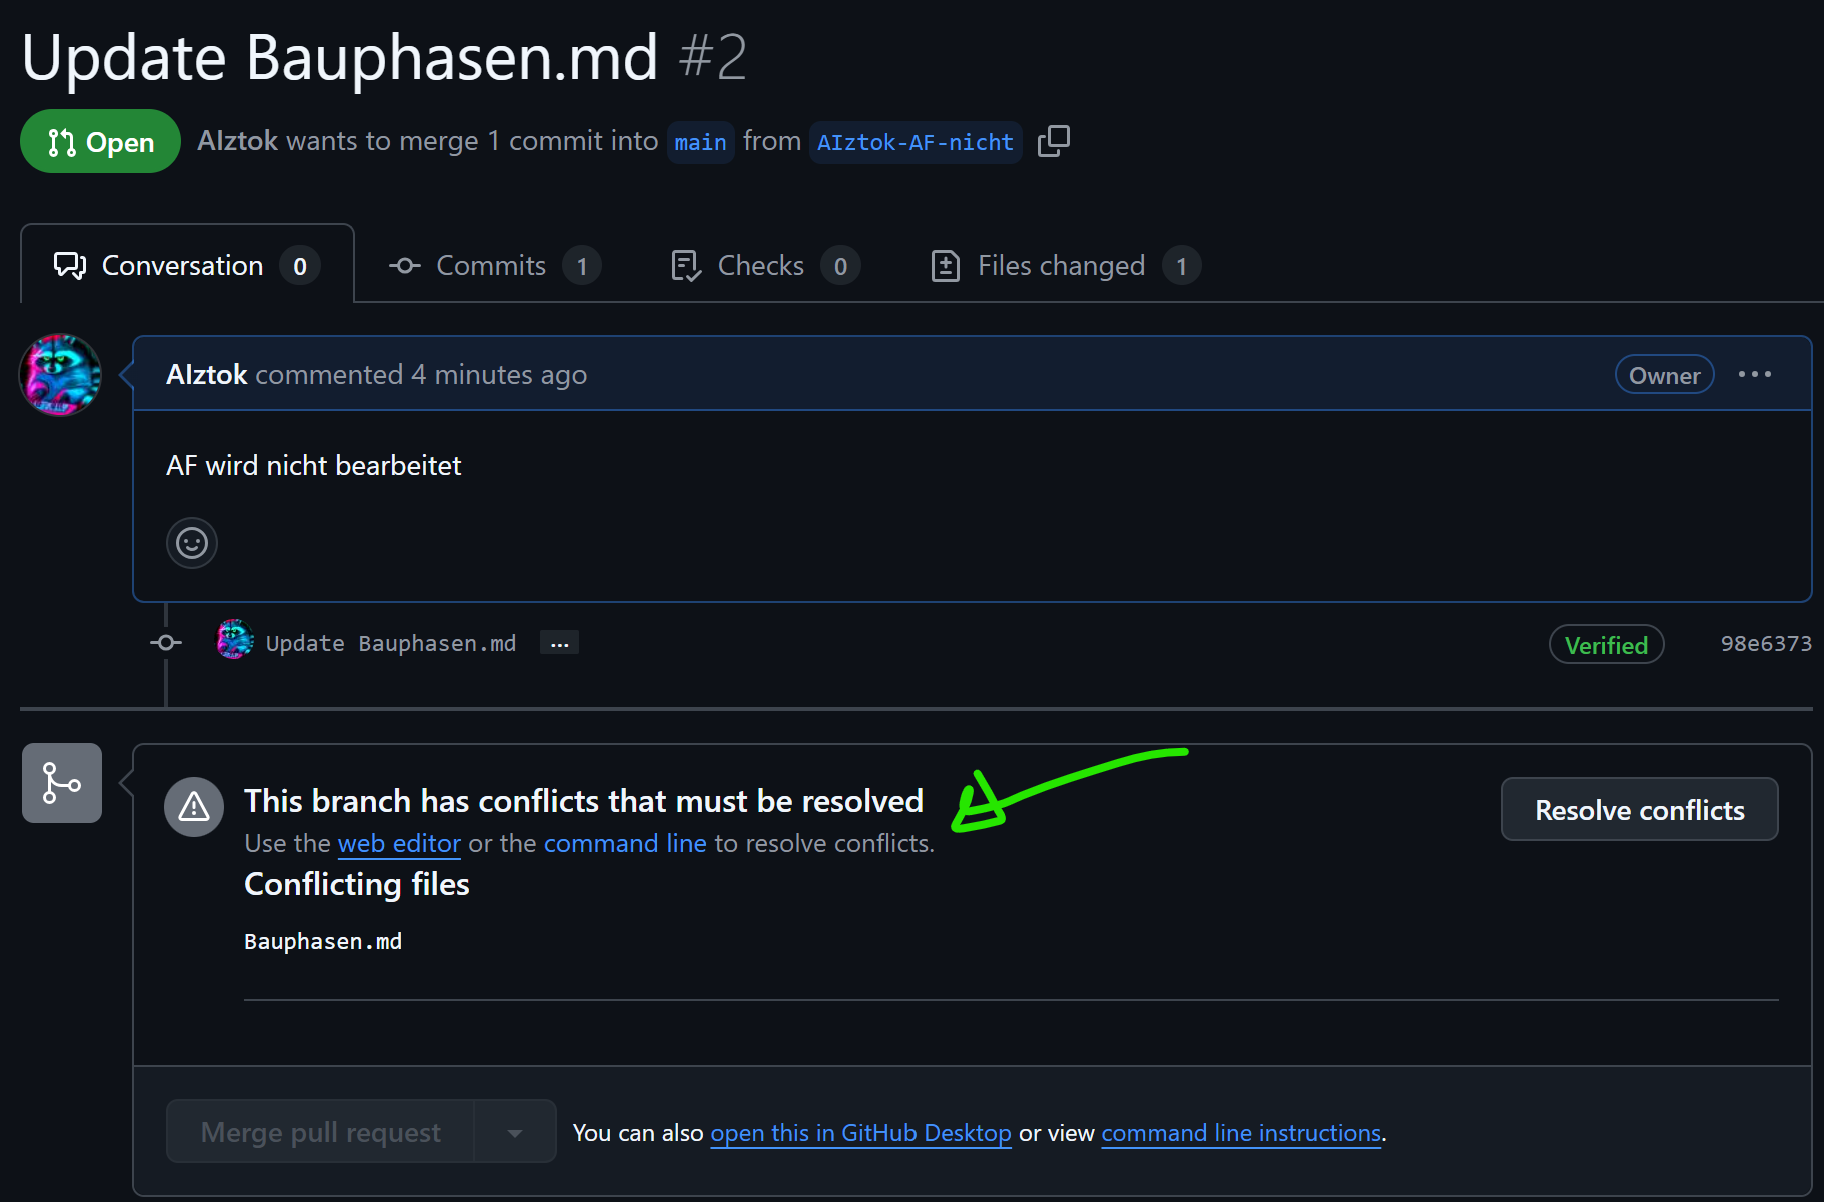 Update Bauphasen.md #2
Open
AIztok wants to merge 1 commit into main from AIztok-AF-nicht
Conversation 0
Commits 1
Checks 0
Files changed 1
AIztok commented 4 minutes ago
Owner
AF wird nicht bearbeitet
Update Bauphasen.md ...
Verified
98e6373
This branch has conflicts that must be resolved
Use the web editor or the command line to resolve conflicts.
Resolve conflicts
Conflicting files
Bauphasen.md
Merge pull request
You can also open this in GitHub Desktop or view command line instructions.